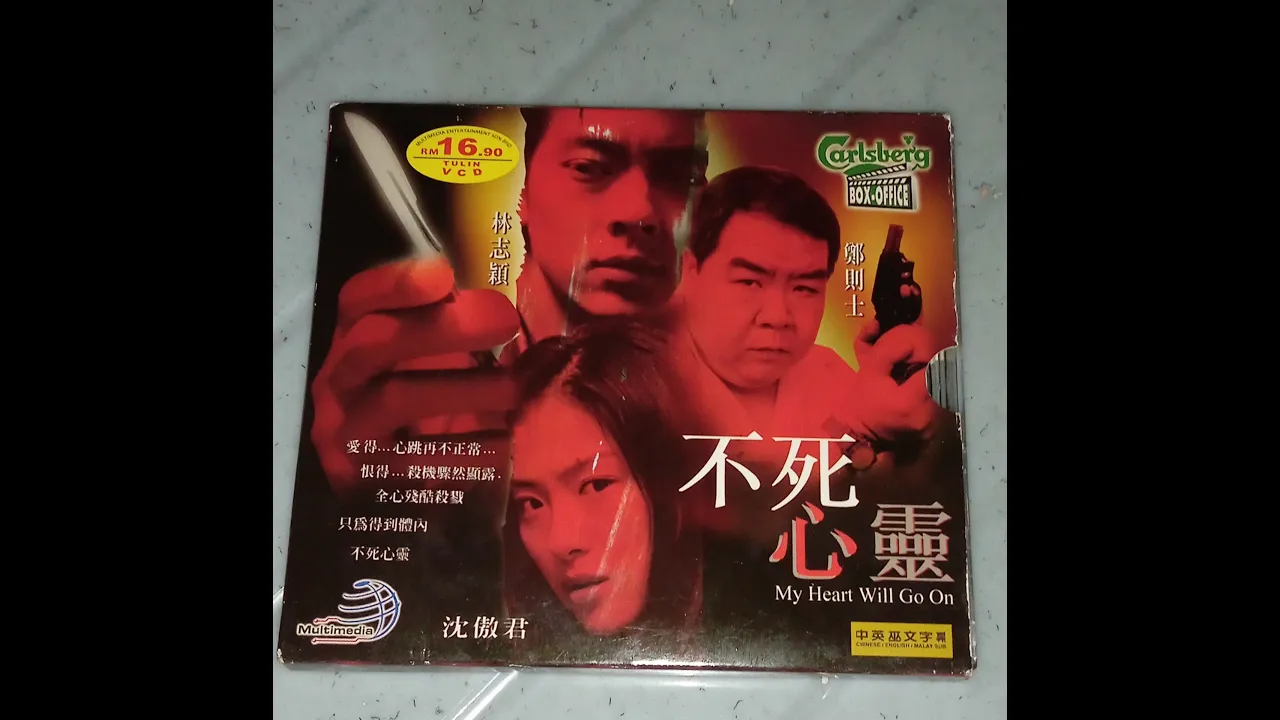 MULTIMEDIA ENTERTAINMENT SDN. BHD.
RM16.90
TULIN
VCD
Carlsberg
BOX-OFFICE
林志穎
鄭則士
愛得...心跳再不正常...
恨得...殺機驟然顯露.
全心殘酷殺戮
只為得到體內
不死心靈
不死
心靈
My Heart Will Go On
Multimedia
沈傲君
中英巫文字幕
CHINESE / ENGLISH / MALAY SUB